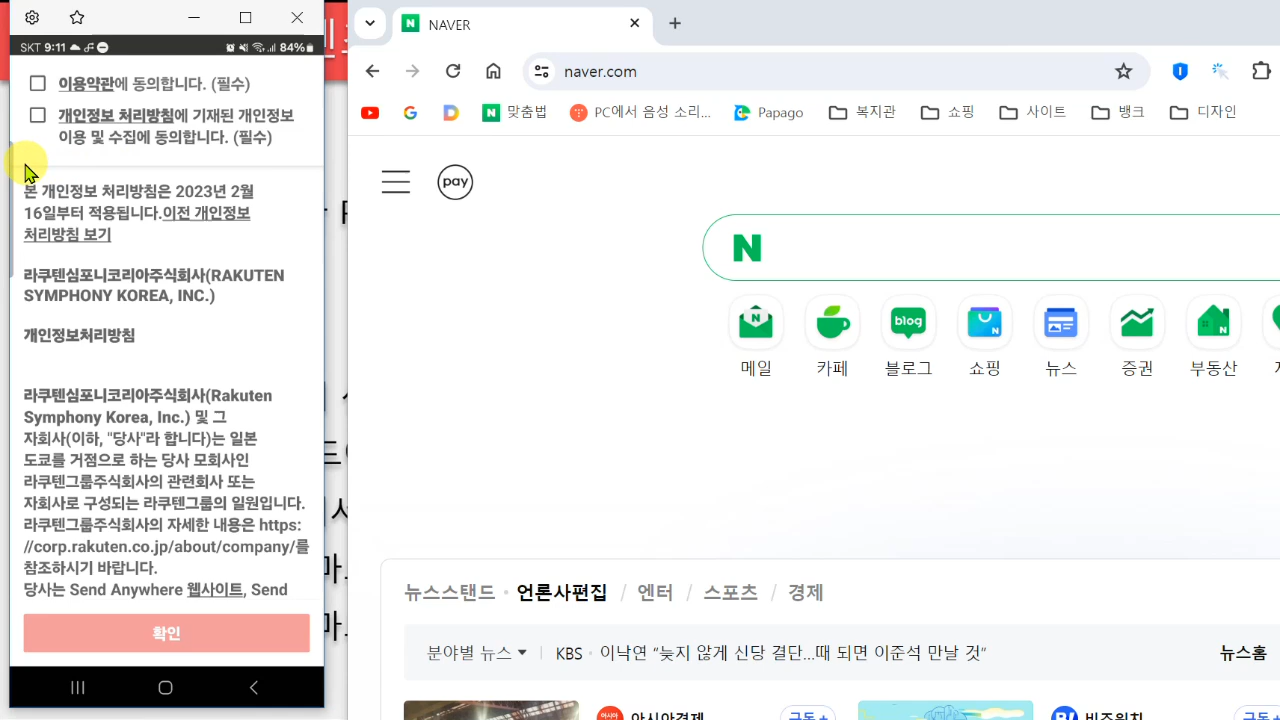 SKT 9:11 84%
이용약관에 동의합니다. (필수)
개인정보 처리방침에 기재된 개인정보
이용 및 수집에 동의합니다. (필수)
본 개인정보 처리방침은 2023년 2월
16일부터 적용됩니다.이전 개인정보
처리방침 보기
라쿠텐심포니코리아주식회사(RAKUTEN
SYMPHONY KOREA, INC.)
개인정보처리방침
라쿠텐심포니코리아주식회사(Rakuten
Symphony Korea, Inc.) 및 그
자회사(이하, "당사"라 합니다)는 일본
도쿄를 거점으로 하는 당사 모회사인
라쿠텐그룹주식회사의 관련회사 또는
자회사로 구성되는 라쿠텐그룹의 일원입니다.
라쿠텐그룹주식회사의 자세한 내용은 https:
//corp.rakuten.co.jp/about/company/를
참조하시기 바랍니다.
당사는 Send Anywhere 웹사이트, Send
확인
NAVER
naver.com
맞춤법 PC에서 음성 소리... Papago 복지관 쇼핑 사이트 뱅크 디자인
pay
N
blog
메일 카페 블로그 쇼핑 뉴스 증권 부동산
뉴스스탠드 · 언론사편집 / 엔터 / 스포츠 / 경제
분야별 뉴스 KBS · 이낙연 “늦지 않게 신당 결단...때 되면 이준석 만날 것” 뉴스홈
아시아경제 구독+ 비즈워치 구독+